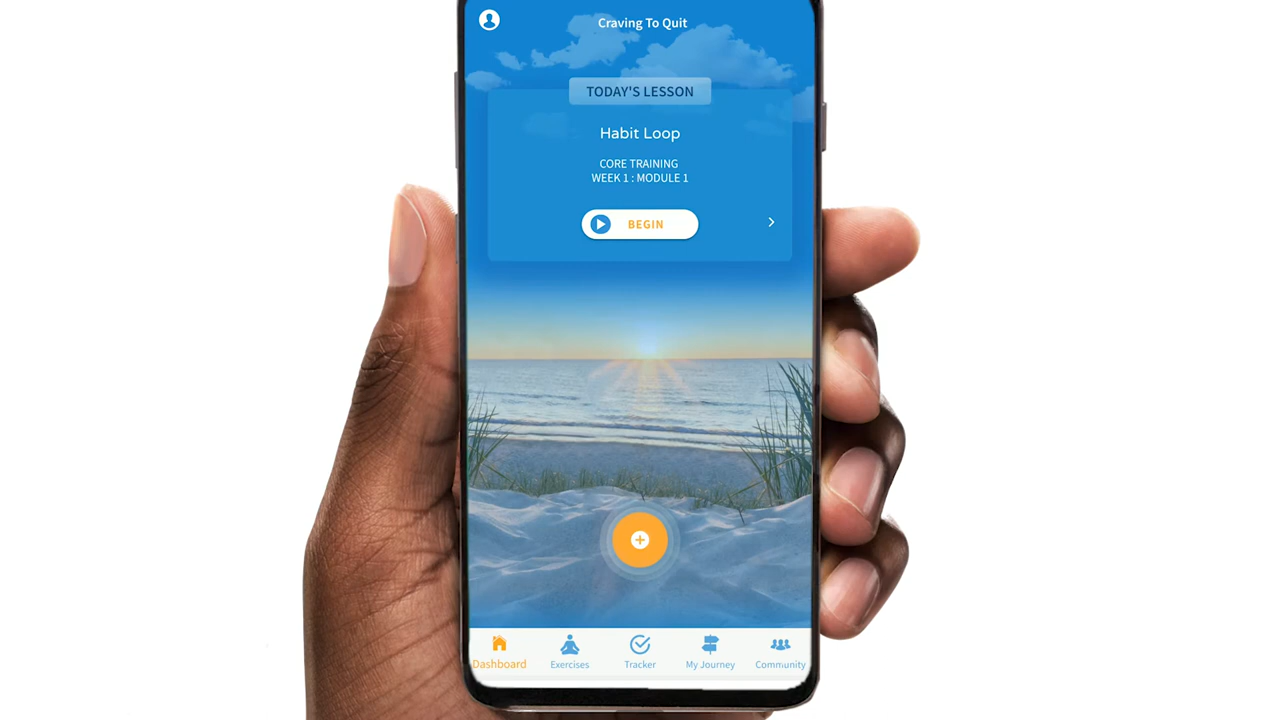 Craving To Quit
TODAY'S LESSON
Habit Loop
CORE TRAINING
WEEK 1 : MODULE 1
BEGIN
Dashboard
Exercises
Tracker
My Journey
Community